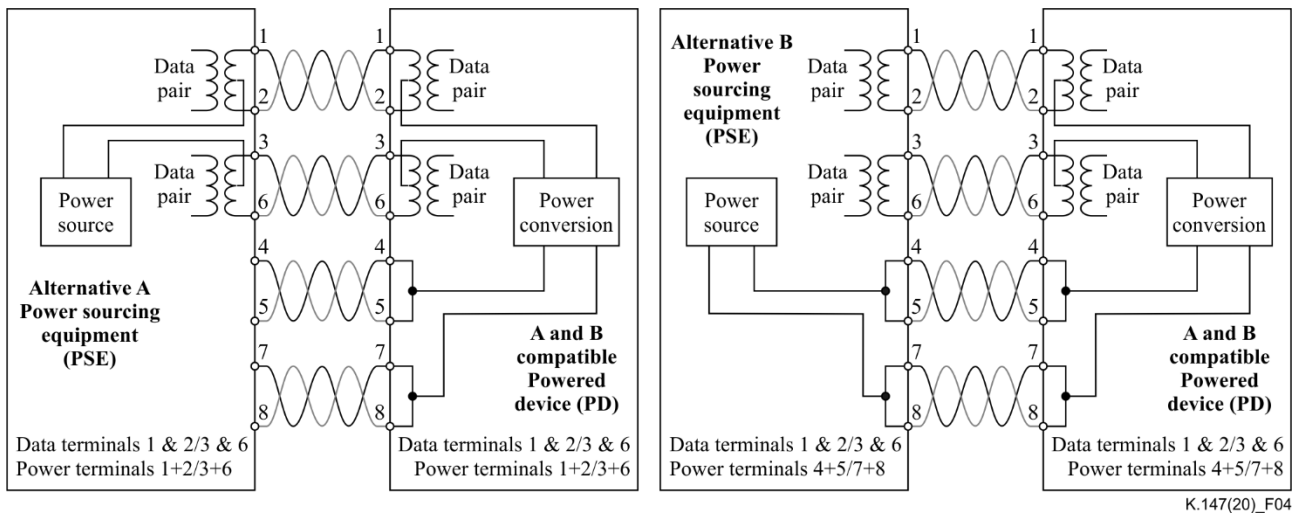 1
1
Data
pair
Data
pair
2
2
3
3
Data
pair
Data
pair
6
6
Power
source
Power
conversion
4
4
Alternative A
Power sourcing
equipment
(PSE)
5
5
A and B
compatible
Powered
device (PD)
7
7
8
8
Data terminals 1 & 2/3 & 6
Power terminals 1+2/3+6
Data terminals 1 & 2/3 & 6
Power terminals 1+2/3+6
Alternative B
Power
sourcing
equipment
(PSE)
1
1
Data
pair
Data
pair
2
2
3
3
Data
pair
Data
pair
6
6
Power
source
Power
conversion
4
4
5
5
A and B
compatible
Powered
device (PD)
7
7
8
8
Data terminals 1 & 2/3 & 6
Power terminals 4+5/7+8
Data terminals 1 & 2/3 & 6
Power terminals 4+5/7+8
K.147(20)_F04